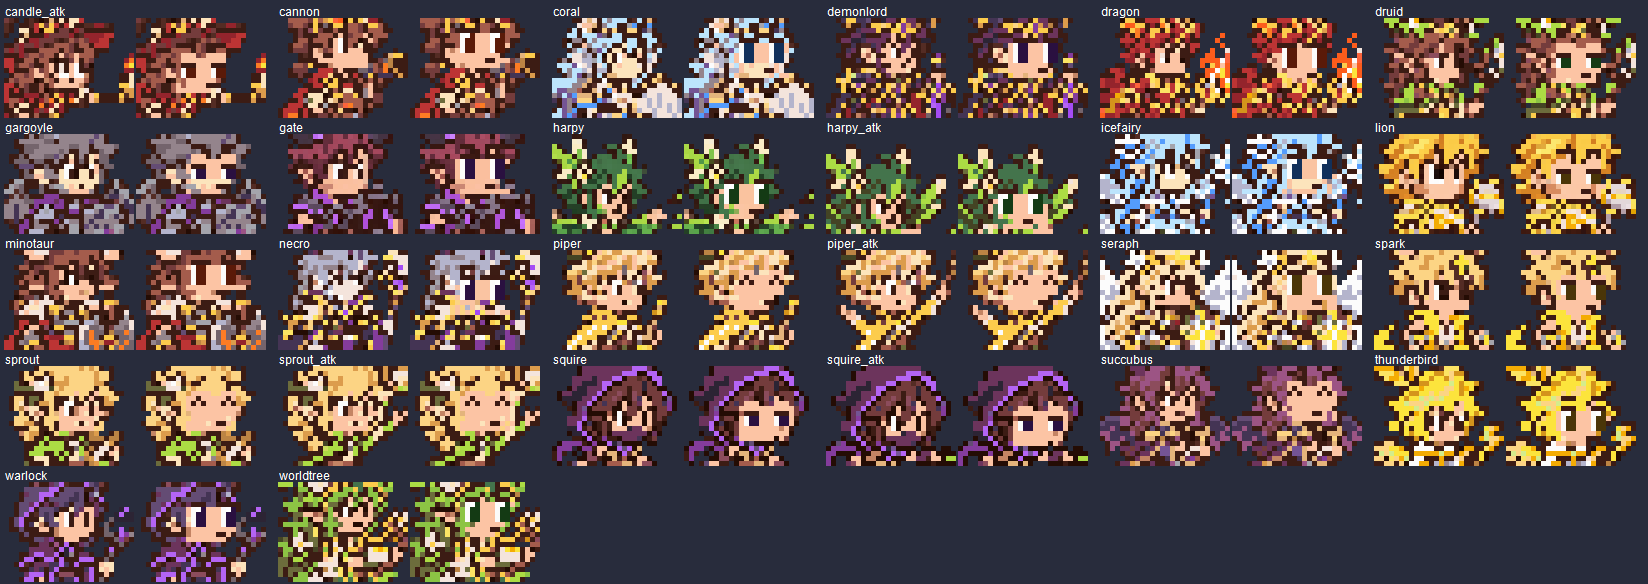 candle_atk cannon coral demonlord dragon druid
gargoyle gate harpy harpy_atk icefairy lion
minotaur necro piper piper_atk seraph spark
sprout sprout_atk squire squire_atk succubus thunderbird
warlock worldtree